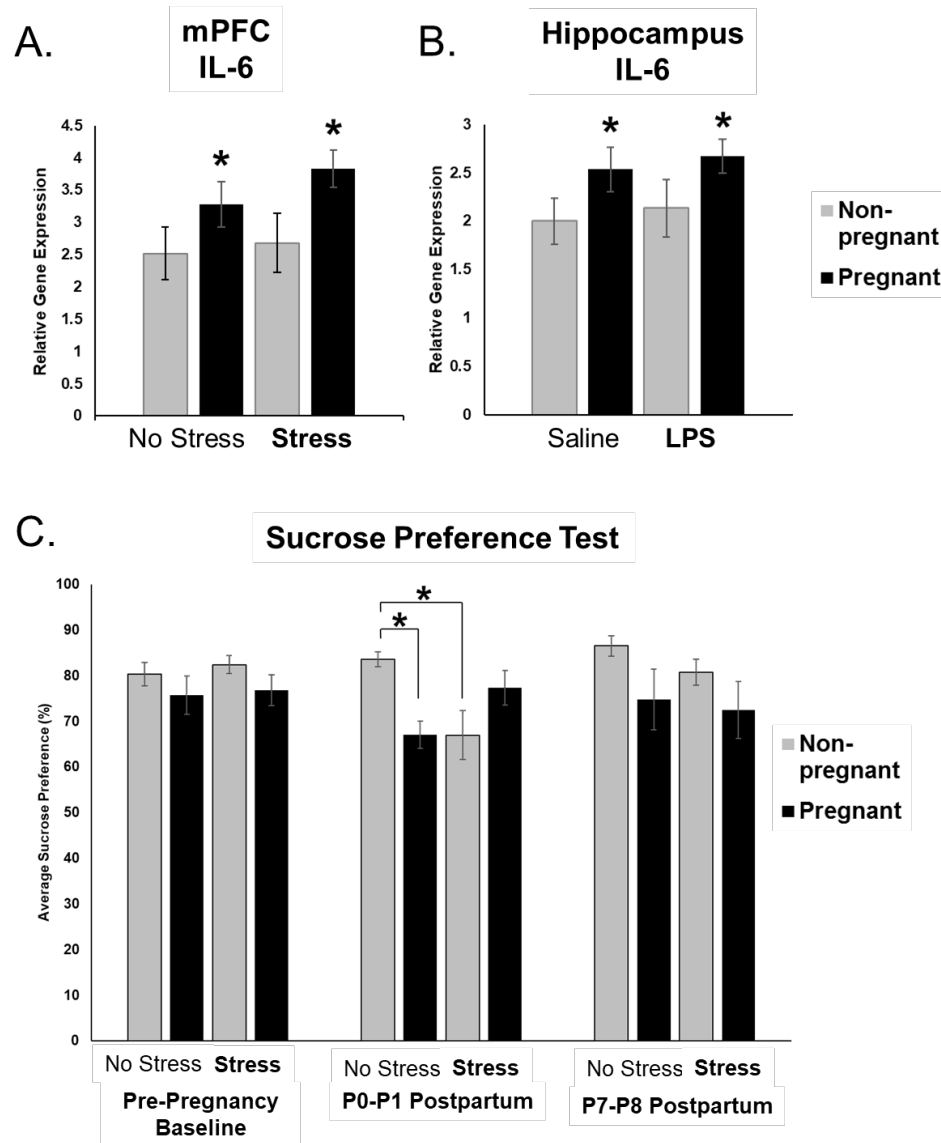 A.
mPFC
IL-6
Relative Gene Expression
4.5
4
3.5
3
2.5
2
1.5
1
0.5
0
*
*
No Stress Stress
B.
Hippocampus
IL-6
Relative Gene Expression
3
2.5
2
1.5
1
0.5
0
*
*
Saline LPS
Non-
pregnant
Pregnant
C.
Sucrose Preference Test
Average Sucrose Preference (%)
100
90
80
70
60
50
40
30
20
10
0
*
*
No Stress Stress
Pre-Pregnancy
Baseline
No Stress Stress
P0-P1 Postpartum
No Stress Stress
P7-P8 Postpartum
Non-
pregnant
Pregnant